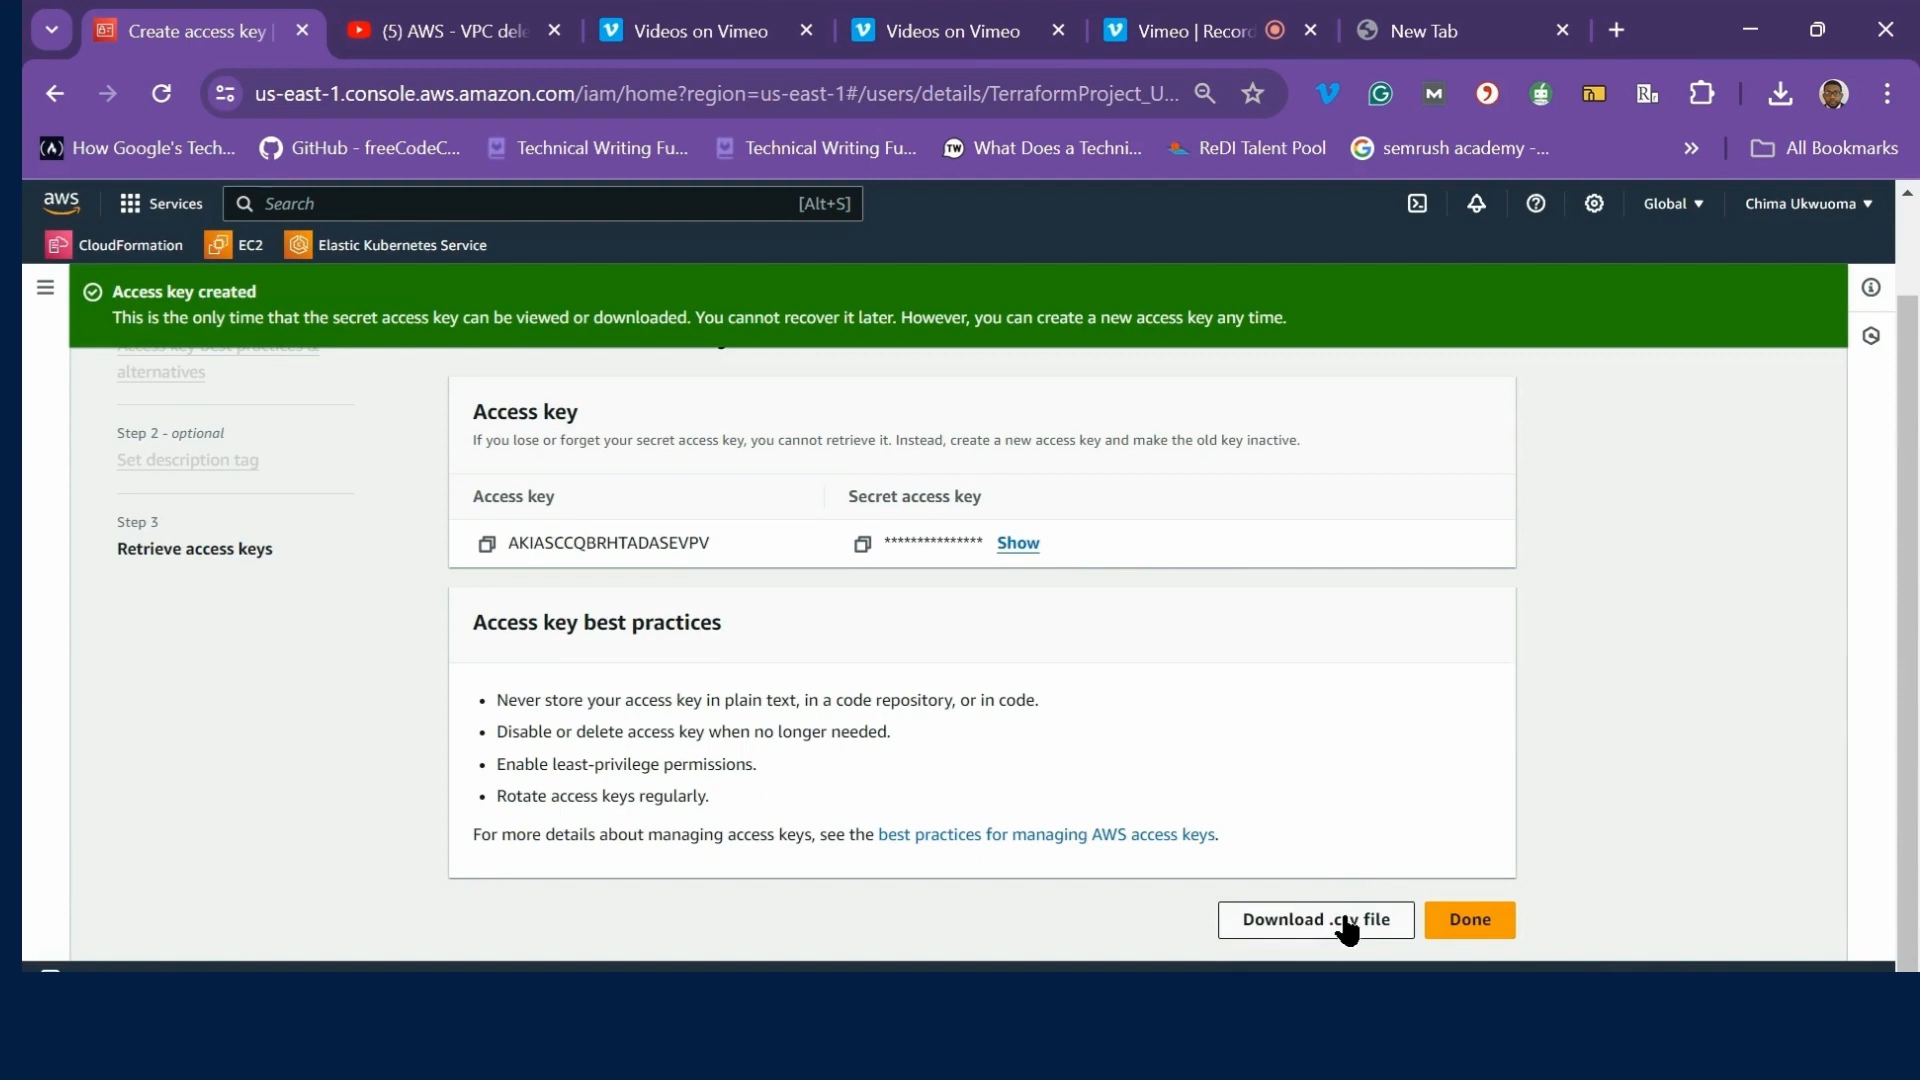 Create access key
(5) AWS - VPC dele
Videos on Vimeo
Videos on Vimeo
Vimeo | Record
New Tab
us-east-1.console.aws.amazon.com/iam/home?region=us-east-1#/users/details/TerraformProject_U...
How Google's Tech...
GitHub - freeCodeC...
Technical Writing Fu...
Technical Writing Fu...
TW
What Does a Techni...
ReDI Talent Pool
semrush academy -...
»
All Bookmarks
aws
Services
Search
[Alt+S]
Global
Chima Ukwuoma
CloudFormation
EC2
Elastic Kubernetes Service
Access key created
This is the only time that the secret access key can be viewed or downloaded. You cannot recover it later. However, you can create a new access key any time.
Access key best practices &
alternatives
Step 2 - optional
Set description tag
Step 3
Retrieve access keys
Access key
If you lose or forget your secret access key, you cannot retrieve it. Instead, create a new access key and make the old key inactive.
Access key
Secret access key
AKIASCCQBRHTADASEVPV
***************
Show
Access key best practices
• Never store your access key in plain text, in a code repository, or in code.
• Disable or delete access key when no longer needed.
• Enable least-privilege permissions.
• Rotate access keys regularly.
For more details about managing access keys, see the best practices for managing AWS access keys.
Download .csv file
Done